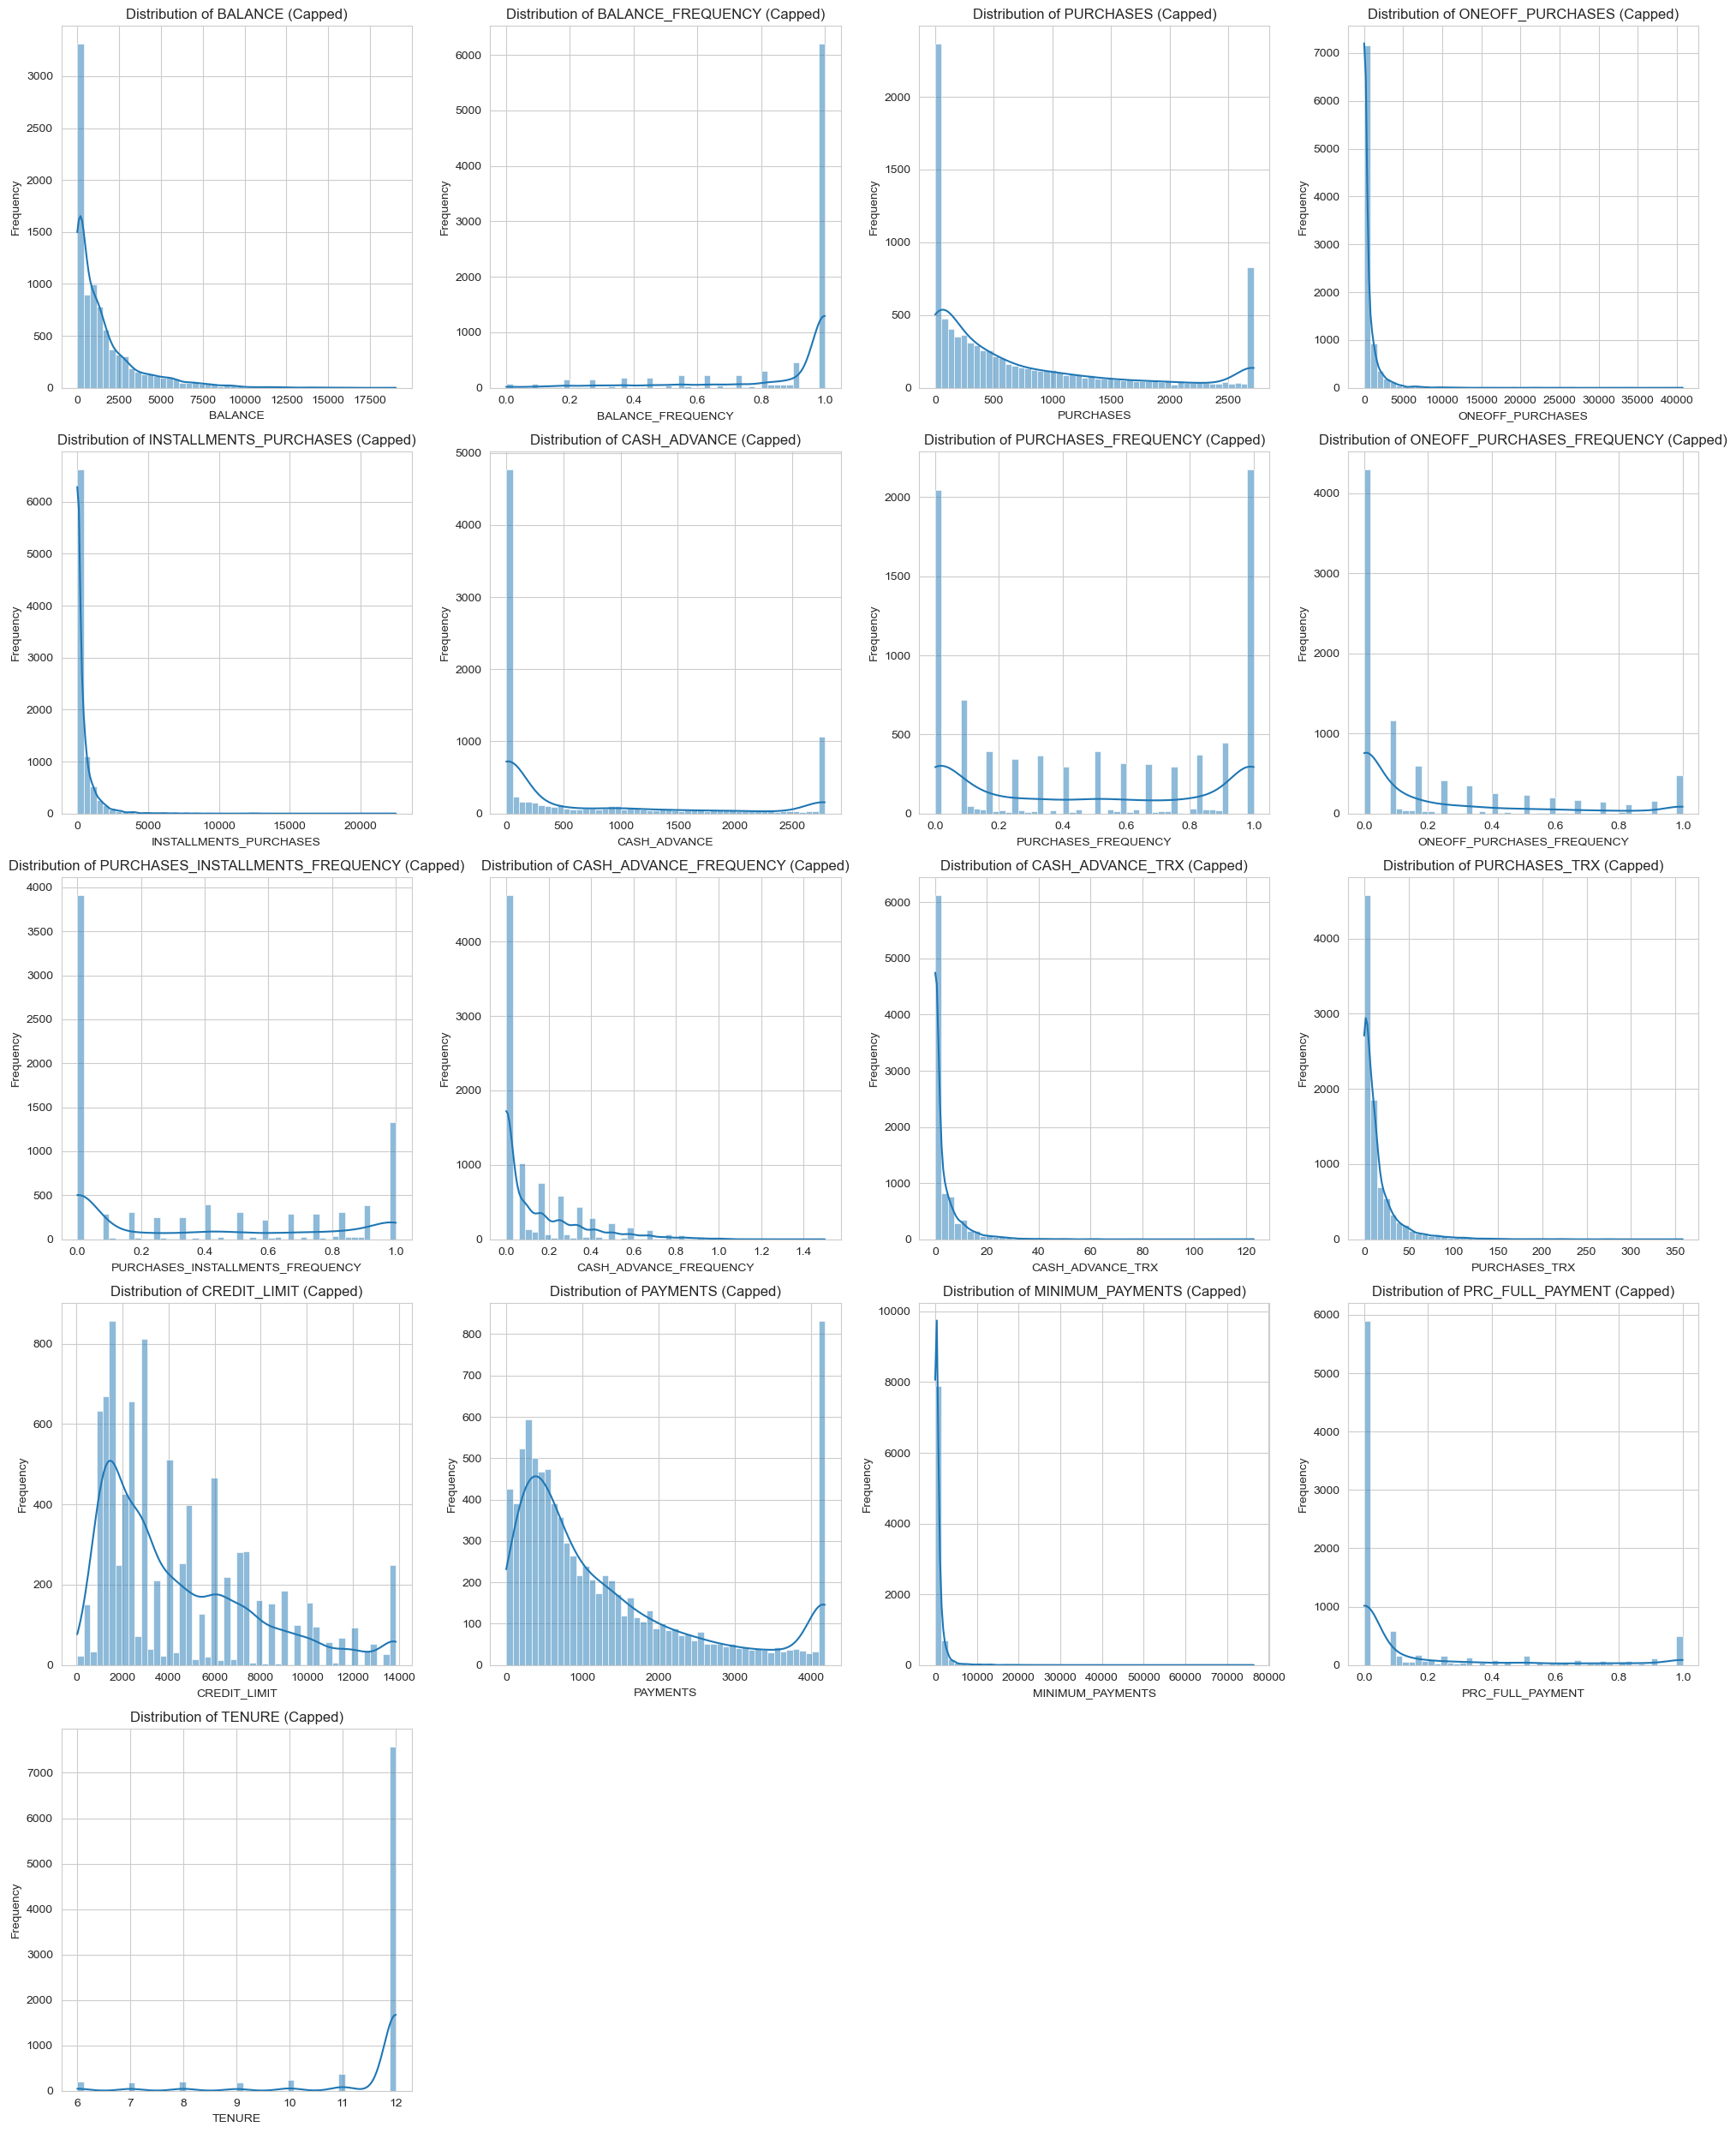 Distribution of BALANCE (Capped)
Frequency
3000
2500
2000
1500
1000
500
0
0 2500 5000 7500 10000 12500 15000 17500
BALANCE
Distribution of BALANCE_FREQUENCY (Capped)
Frequency
6000
5000
4000
3000
2000
1000
0
0.0 0.2 0.4 0.6 0.8 1.0
BALANCE_FREQUENCY
Distribution of PURCHASES (Capped)
Frequency
2000
1500
1000
500
0
0 500 1000 1500 2000 2500
PURCHASES
Distribution of ONEOFF_PURCHASES (Capped)
Frequency
7000
6000
5000
4000
3000
2000
1000
0
0 5000 10000 15000 20000 25000 30000 35000 40000
ONEOFF_PURCHASES
Distribution of INSTALLMENTS_PURCHASES (Capped)
Frequency
6000
5000
4000
3000
2000
1000
0
0 5000 10000 15000 20000
INSTALLMENTS_PURCHASES
Distribution of CASH_ADVANCE (Capped)
Frequency
5000
4000
3000
2000
1000
0
0 500 1000 1500 2000 2500
CASH_ADVANCE
Distribution of PURCHASES_FREQUENCY (Capped)
Frequency
2000
1500
1000
500
0
0.0 0.2 0.4 0.6 0.8 1.0
PURCHASES_FREQUENCY
Distribution of ONEOFF_PURCHASES_FREQUENCY (Capped)
Frequency
4000
3000
2000
1000
0
0.0 0.2 0.4 0.6 0.8 1.0
ONEOFF_PURCHASES_FREQUENCY
Distribution of PURCHASES_INSTALLMENTS_FREQUENCY (Capped)
Frequency
4000
3500
3000
2500
2000
1500
1000
500
0
0.0 0.2 0.4 0.6 0.8 1.0
PURCHASES_INSTALLMENTS_FREQUENCY
Distribution of CASH_ADVANCE_FREQUENCY (Capped)
Frequency
4000
3000
2000
1000
0
0.0 0.2 0.4 0.6 0.8 1.0 1.2 1.4
CASH_ADVANCE_FREQUENCY
Distribution of CASH_ADVANCE_TRX (Capped)
Frequency
6000
5000
4000
3000
2000
1000
0
0 20 40 60 80 100 120
CASH_ADVANCE_TRX
Distribution of PURCHASES_TRX (Capped)
Frequency
4000
3000
2000
1000
0
0 50 100 150 200 250 300 350
PURCHASES_TRX
Distribution of CREDIT_LIMIT (Capped)
Frequency
800
600
400
200
0
0 2000 4000 6000 8000 10000 12000 14000
CREDIT_LIMIT
Distribution of PAYMENTS (Capped)
Frequency
800
700
600
500
400
300
200
100
0
0 1000 2000 3000 4000
PAYMENTS
Distribution of MINIMUM_PAYMENTS (Capped)
Frequency
10000
8000
6000
4000
2000
0
0 10000 20000 30000 40000 50000 60000 70000 80000
MINIMUM_PAYMENTS
Distribution of PRC_FULL_PAYMENT (Capped)
Frequency
6000
5000
4000
3000
2000
1000
0
0.0 0.2 0.4 0.6 0.8 1.0
PRC_FULL_PAYMENT
Distribution of TENURE (Capped)
Frequency
7000
6000
5000
4000
3000
2000
1000
0
6 7 8 9 10 11 12
TENURE